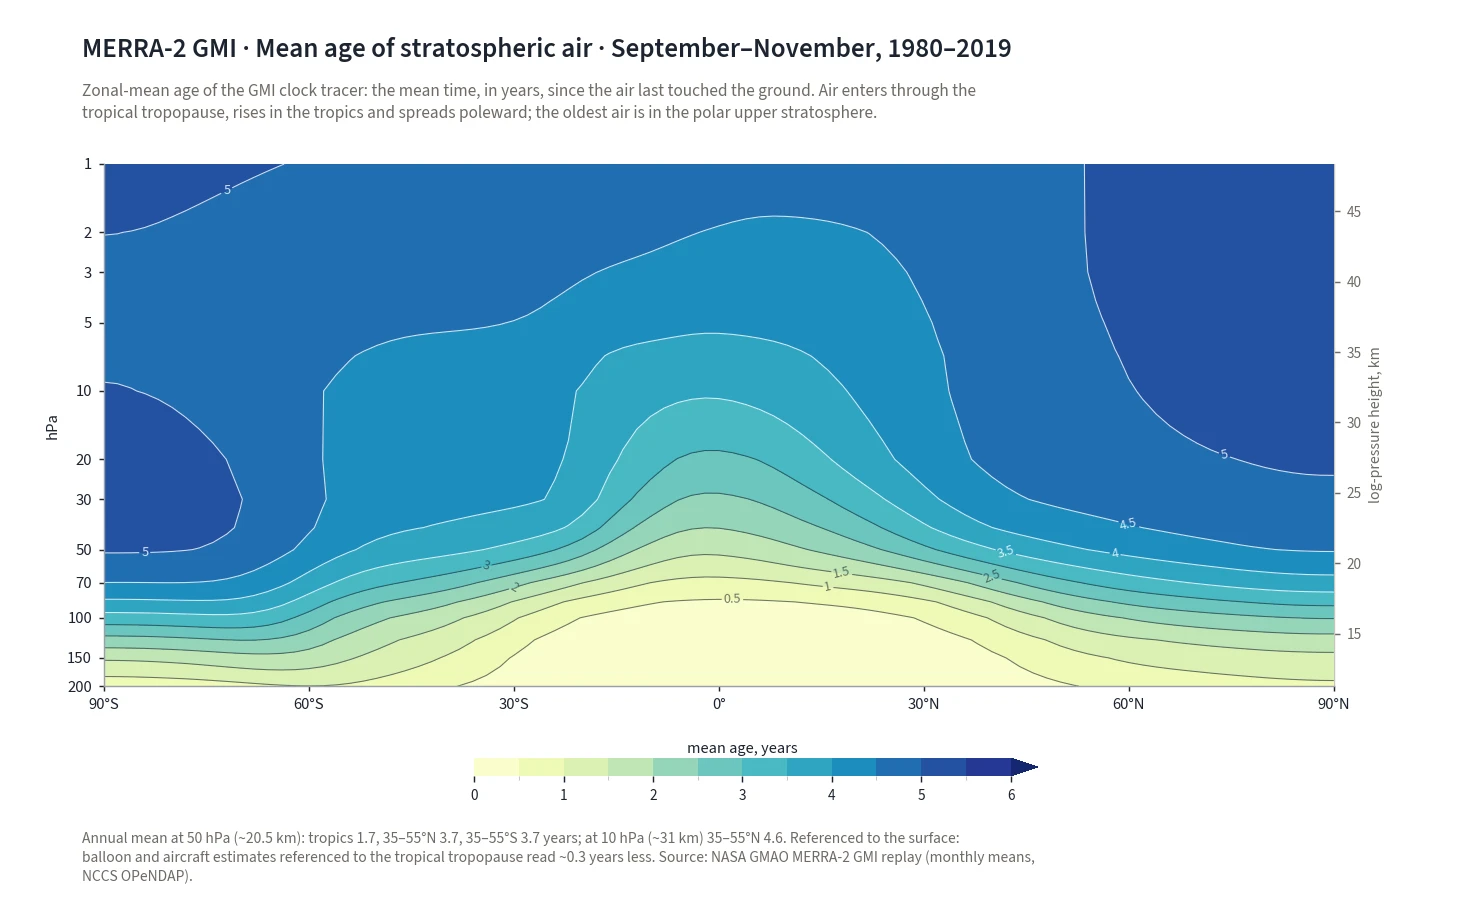 MERRA-2 GMI · Mean age of stratospheric air · September–November, 1980–2019
Zonal-mean age of the GMI clock tracer: the mean time, in years, since the air last touched the ground. Air enters through the
tropical tropopause, rises in the tropics and spreads poleward; the oldest air is in the polar upper stratosphere.
1
2
3
5
10
20
30
50
70
100
150
200
hPa
45
40
35
30
25
20
15
log-pressure height, km
5
5
5
4.5
4
3.5
3
2.5
2
1.5
1
0.5
90°S
60°S
30°S
0°
30°N
60°N
90°N
mean age, years
0
1
2
3
4
5
6
Annual mean at 50 hPa (~20.5 km): tropics 1.7, 35–55°N 3.7, 35–55°S 3.7 years; at 10 hPa (~31 km) 35–55°N 4.6. Referenced to the surface:
balloon and aircraft estimates referenced to the tropical tropopause read ~0.3 years less. Source: NASA GMAO MERRA-2 GMI replay (monthly means,
NCCS OPeNDAP).